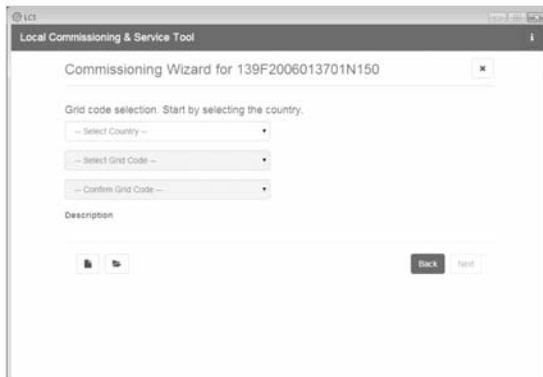 LCS
Local Commissioning & Service Tool
i
Commissioning Wizard for 139F2006013701N150
×
Grid code selection. Start by selecting the country.
-- Select Country --
-- Select Grid Code --
-- Confirm Grid Code --
Description
Back Next